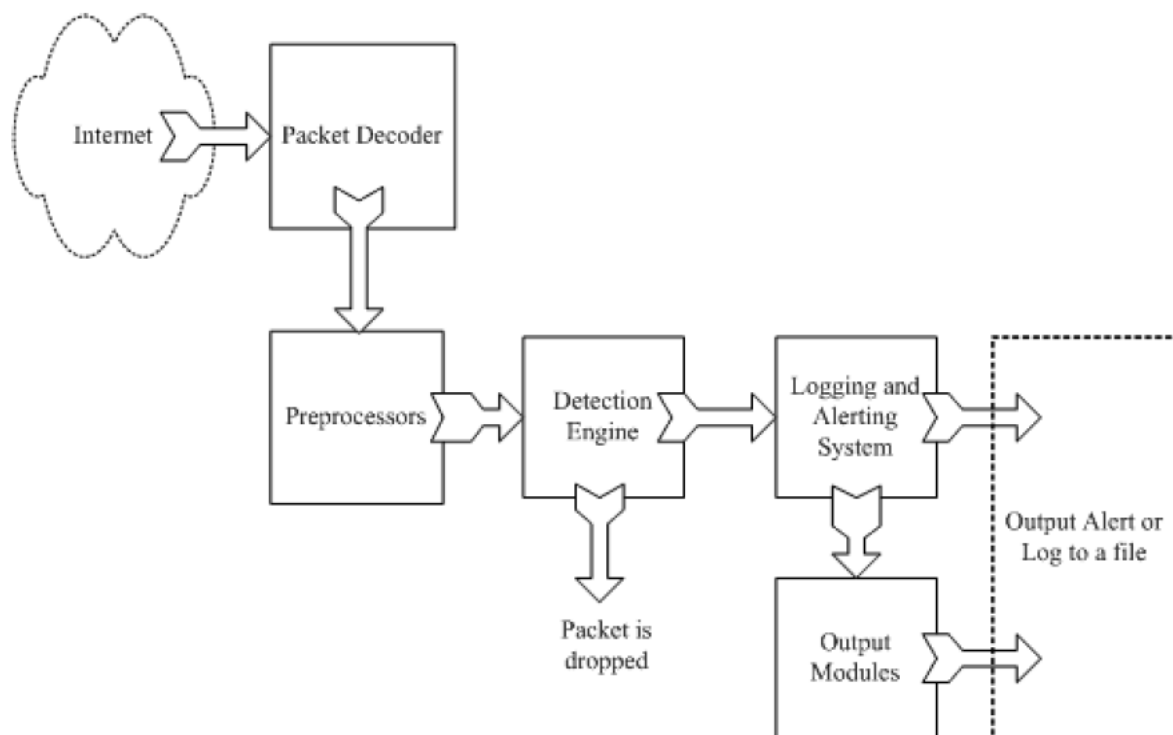 Internet
Packet Decoder
Preprocessors
Detection
Engine
Logging and
Alerting
System
Output Alert or
Log to a file
Packet is
dropped
Output
Modules